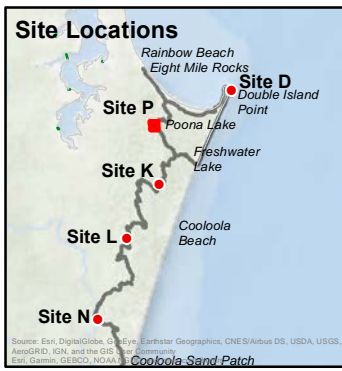 Site Locations
Rainbow Beach
Eight Mile Rocks
Site D
Double Island
Point
Site P
Poona Lake
Freshwater
Lake
Site K
Cooloola
Beach
Site L
Site N
Source: Esri, DigitalGlobe, GeoEye, Earthstar Geographics, CNES/Airbus DS, USDA, USGS,
AeroGRID, IGN, and the GIS User Community
Esri, Garmin, GEBCO, NOAA
Cooloola Sand Patch